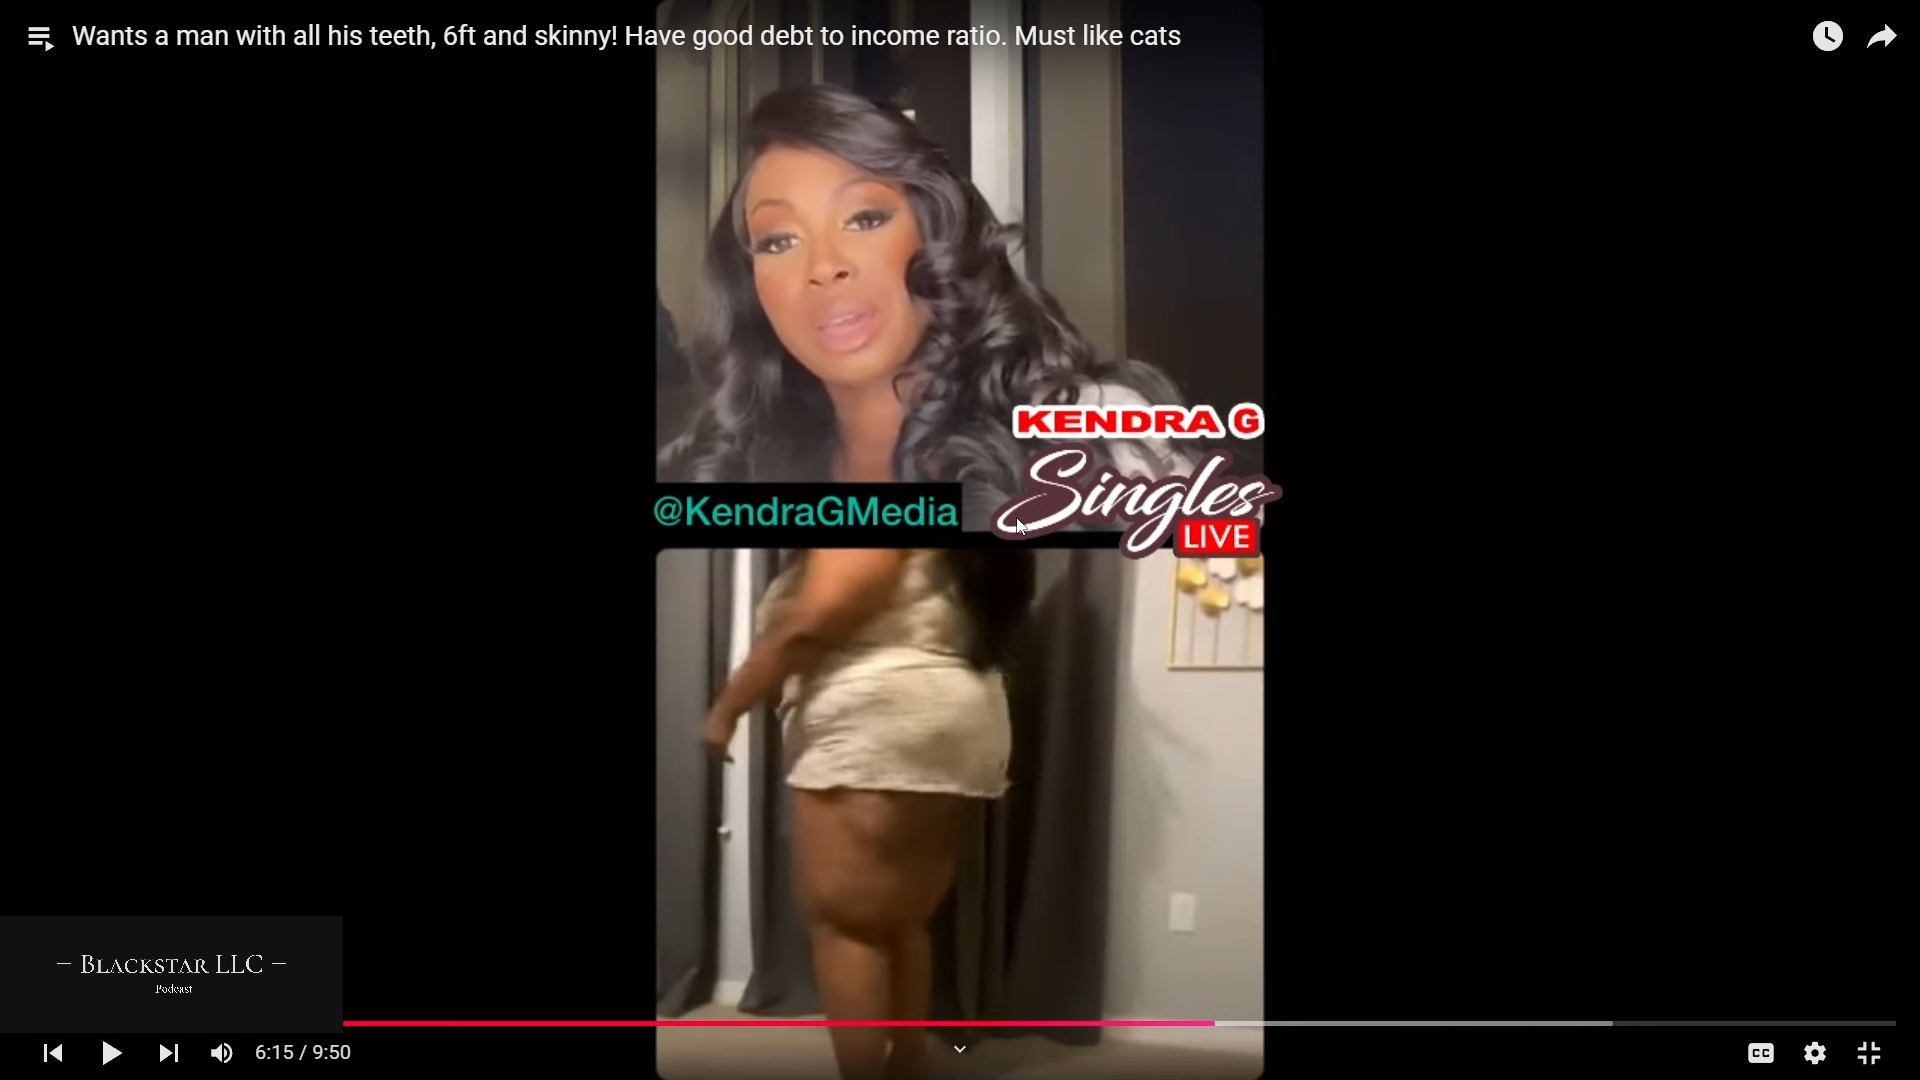 Wants a man with all his teeth, 6ft and skinny! Have good debt to income ratio. Must like cats
KENDRA G
Singles
LIVE
@KendraGMedia
– BLACKSTAR LLC –
Podcast
6:15 / 9:50
CC